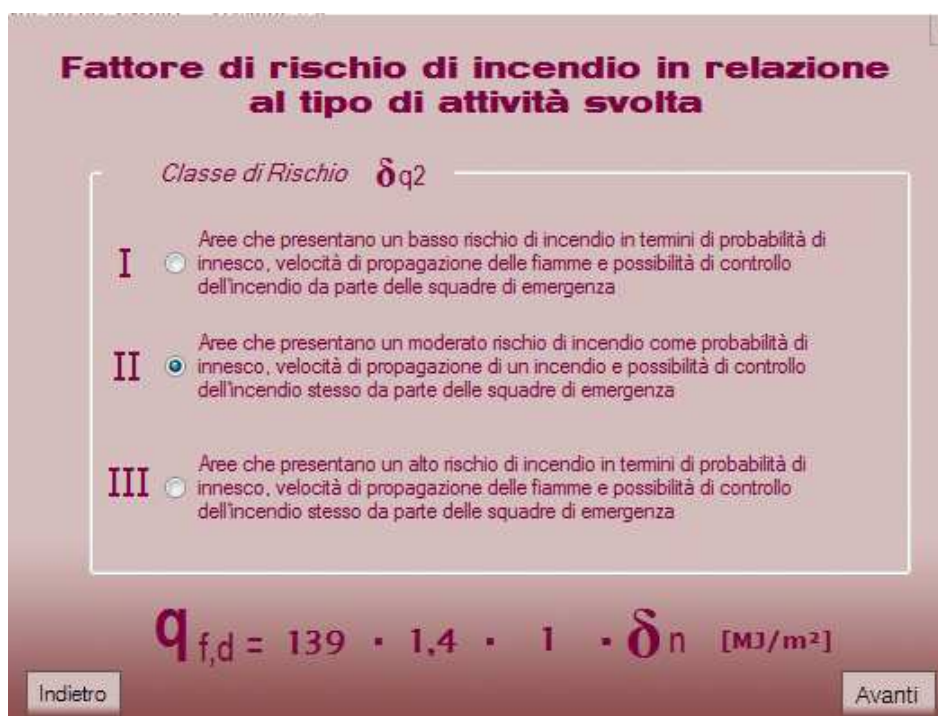 Fattore di rischio di incendio in relazione
al tipo di attività svolta
Classe di Rischio δq2
I
Aree che presentano un basso rischio di incendio in termini di probabilità di
innesco, velocità di propagazione delle fiamme e possibilità di controllo
dell'incendio da parte delle squadre di emergenza
II
Aree che presentano un moderato rischio di incendio come probabilità di
innesco, velocità di propagazione di un incendio e possibilità di controllo
dell'incendio stesso da parte delle squadre di emergenza
III
Aree che presentano un alto rischio di incendio in termini di probabilità di
innesco, velocità di propagazione delle fiamme e possibilità di controllo
dell'incendio stesso da parte delle squadre di emergenza
q f,d = 139 · 1,4 · 1 · δ n [MJ/m²]
Indietro
Avanti